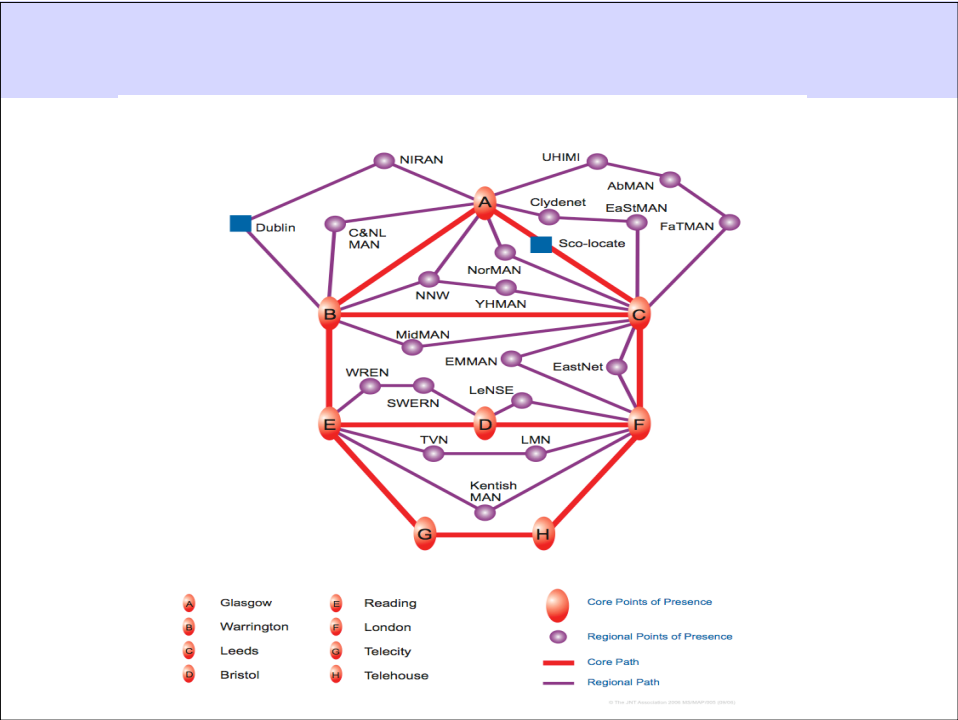 NIRAN
UHIMI
AbMAN
A
Clydenet
EaStMAN
Dublin
C&NL
MAN
FaTMAN
Sco-locate
NorMAN
NNW
YHMAN
B
C
MidMAN
EMMAN
EastNet
WREN
SWERN
LeNSE
E
D
F
TVN
LMN
Kentish
MAN
G
H
A Glasgow
B Warrington
C Leeds
D Bristol
E Reading
F London
G Telecity
H Telehouse
Core Points of Presence
Regional Points of Presence
Core Path
Regional Path